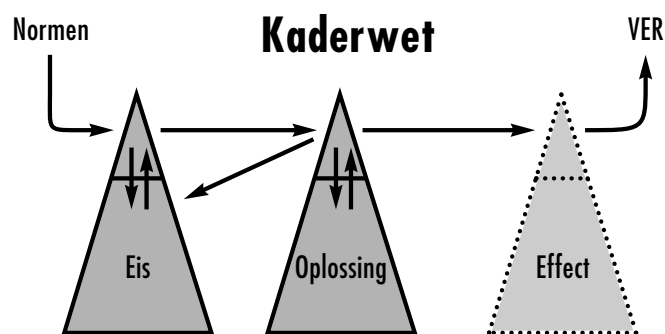 Normen
Kaderwet
VER
Eis
Oplossing
Effect